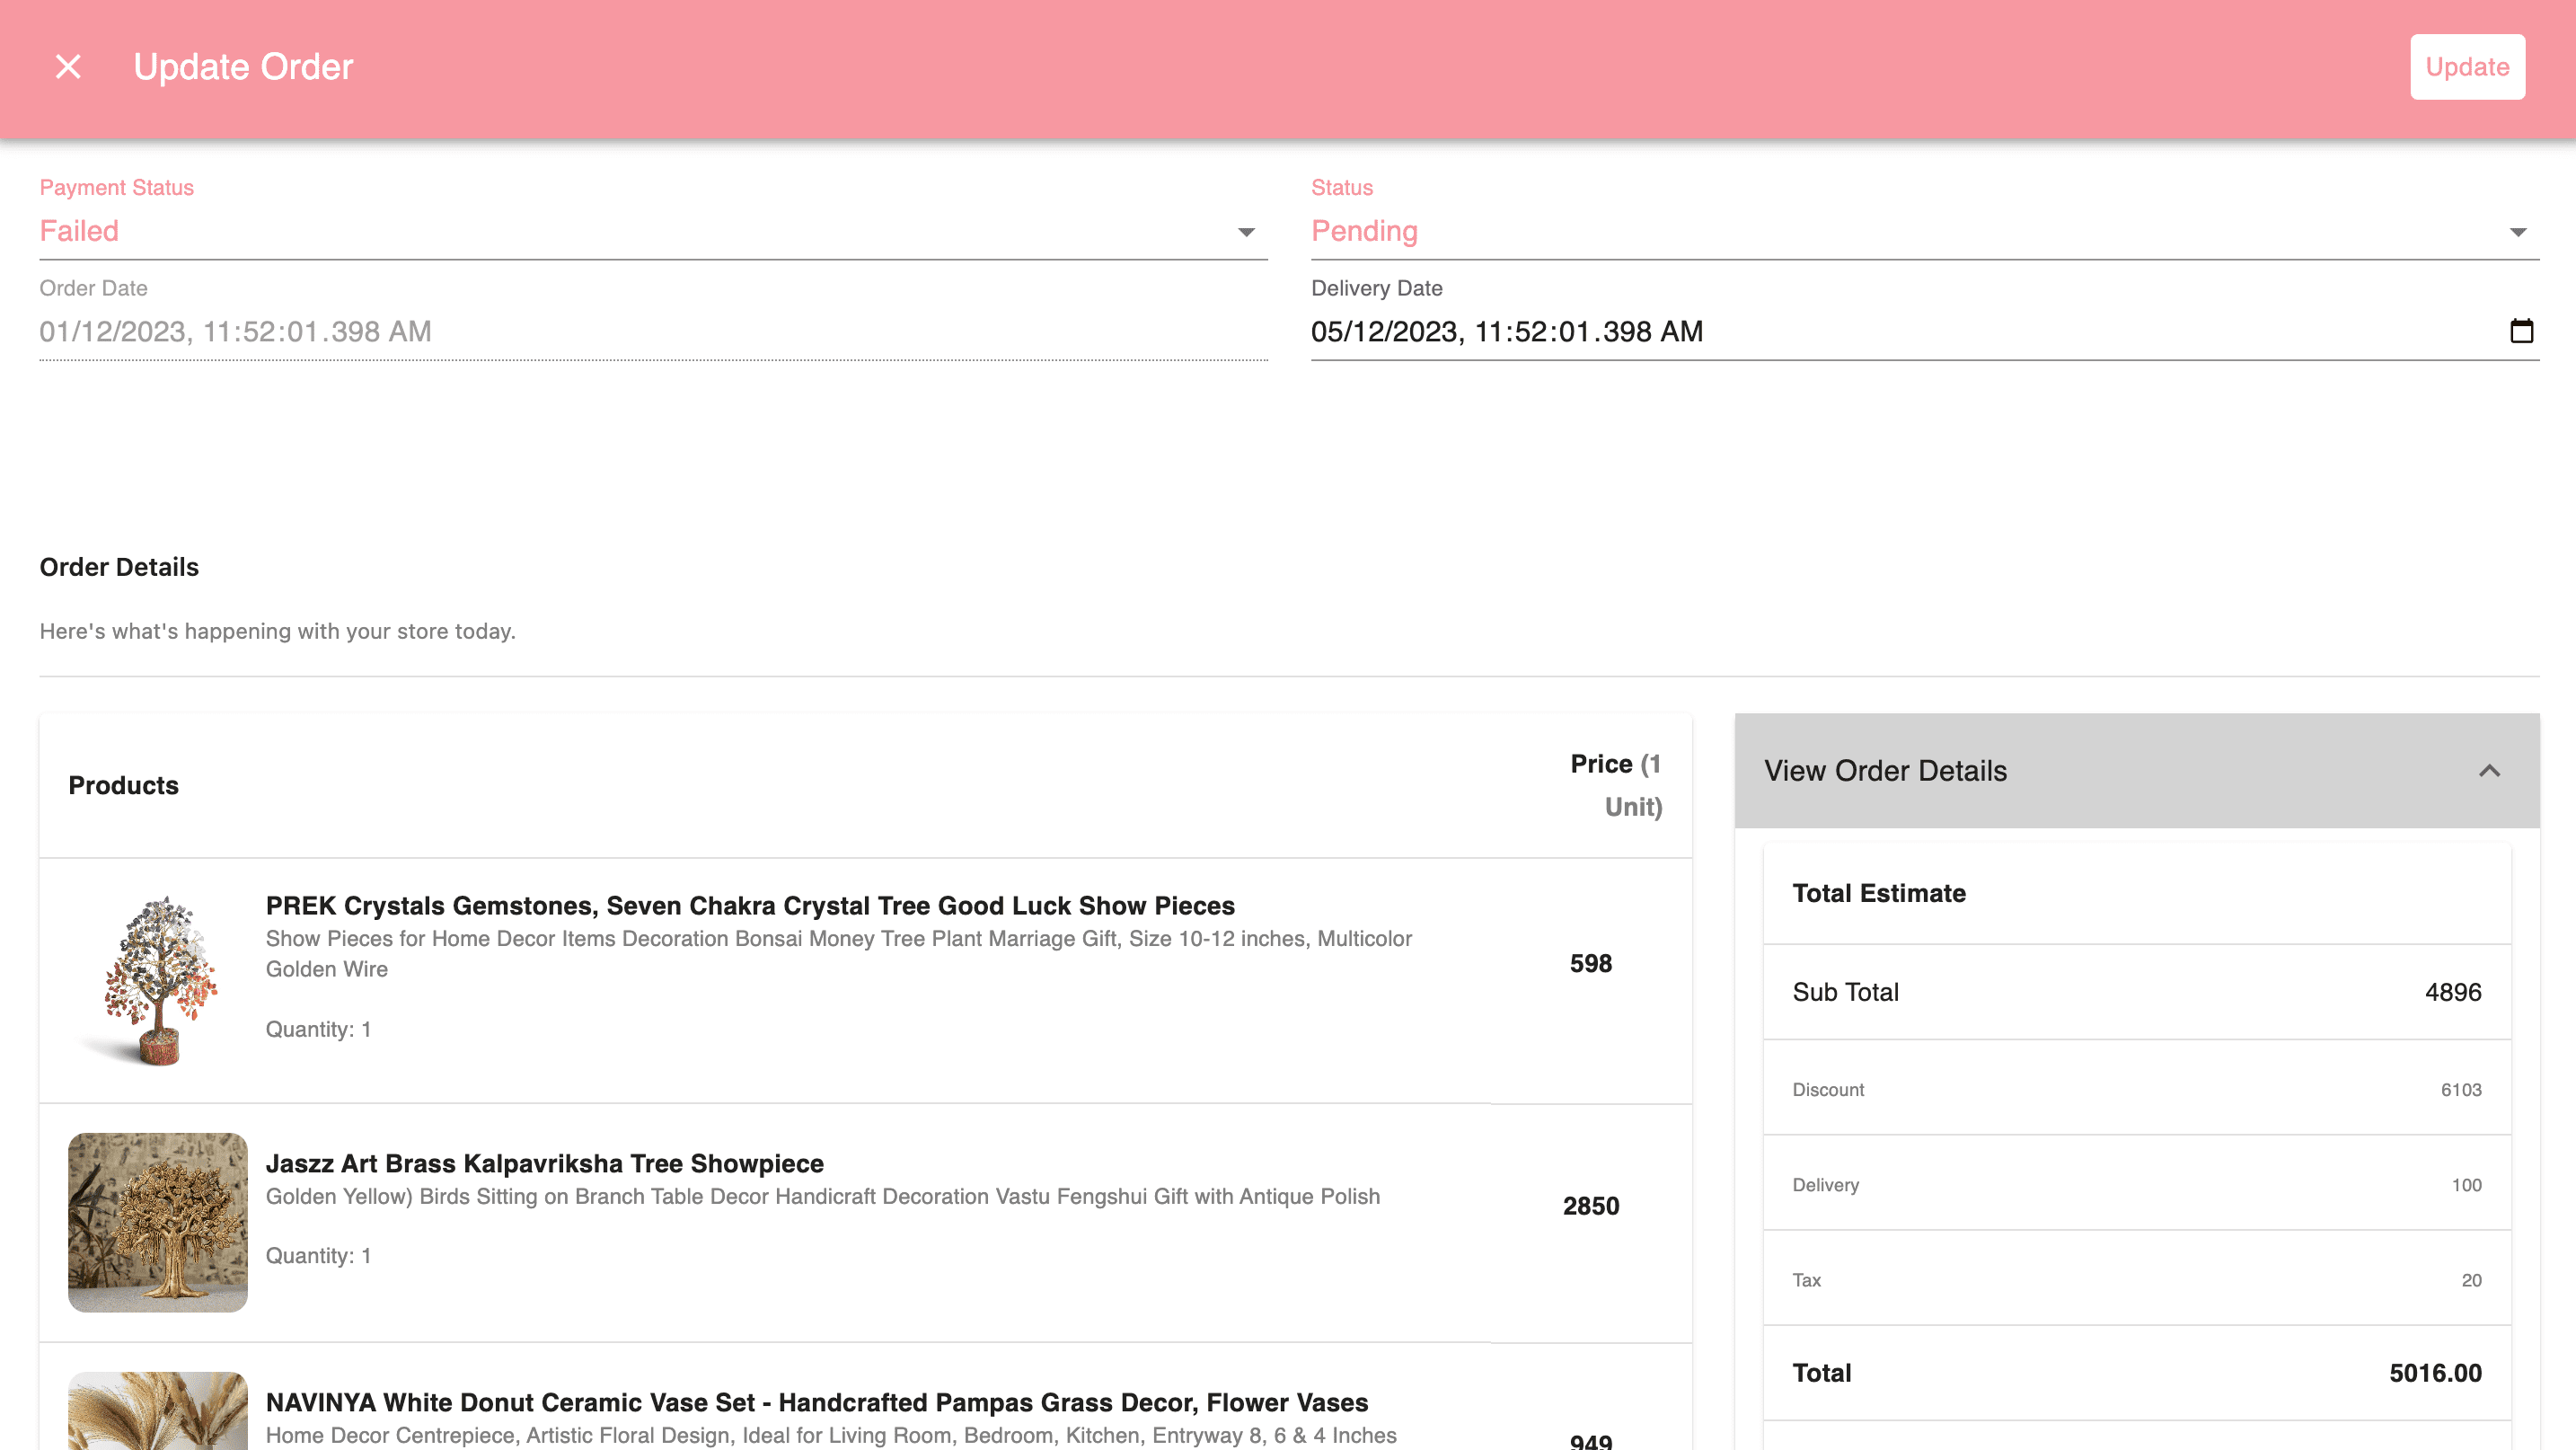 Update Order
Update
Payment Status
Failed
Status
Pending
Order Date
01/12/2023, 11:52:01.398 AM
Delivery Date
05/12/2023, 11:52:01.398 AM
Order Details
Here's what's happening with your store today.
Products
Price (1
Unit)
PREK Crystals Gemstones, Seven Chakra Crystal Tree Good Luck Show Pieces
Show Pieces for Home Decor Items Decoration Bonsai Money Tree Plant Marriage Gift, Size 10-12 inches, Multicolor
Golden Wire
Quantity: 1
598
Jaszz Art Brass Kalpavriksha Tree Showpiece
Golden Yellow) Birds Sitting on Branch Table Decor Handicraft Decoration Vastu Fengshui Gift with Antique Polish
Quantity: 1
2850
NAVINYA White Donut Ceramic Vase Set - Handcrafted Pampas Grass Decor, Flower Vases
Home Decor Centrepiece, Artistic Floral Design, Ideal for Living Room, Bedroom, Kitchen, Entryway 8, 6 & 4 Inches
949
View Order Details
Total Estimate
Sub Total 4896
Discount 6103
Delivery 100
Tax 20
Total 5016.00